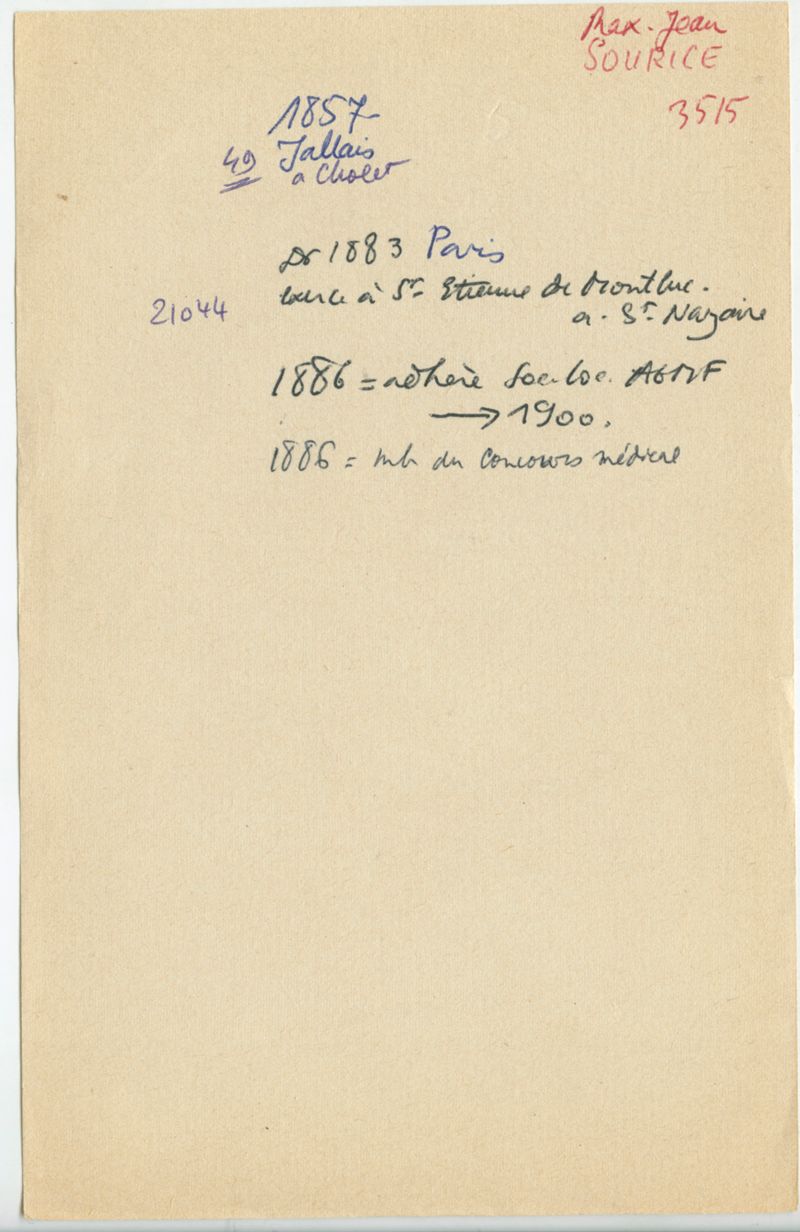 Max. Jean
SOURICE
3515
1857
49 Jallais
a Cholet
Dr 1883 Paris
exerce à St Etienne de Montluc.
21044
a. St Nazaire
1886 = adhère Soc. loc. AGMF
→ 1900.
1886 = mb du concours médical